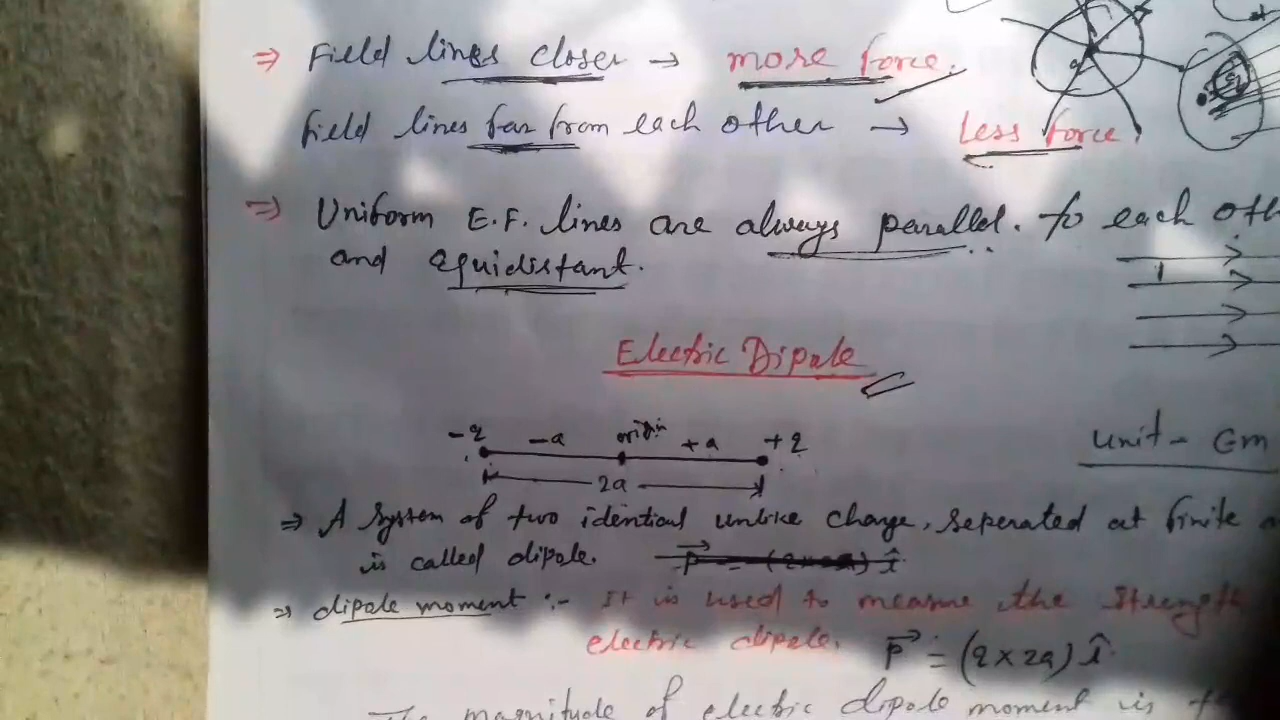 ⇒ Field lines closer → more force.
Field lines far from each other → Less force.
⇒ Uniform E.F. lines are always parallel. to each oth
and equidistant.
Electric Dipole
-q -a origin +a +q
2a
unit - Cm
⇒ A system of two identical unlike charge, seperated at finite
is called dipole.
⇒ dipole moment :- It is used to measure the strength
electric dipole. p⃗ = (q×2a) î
The magnitude of electric dipole moment is